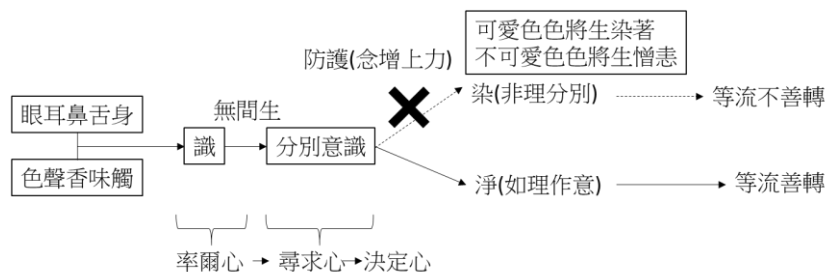 可愛色色將生染著
不可愛色色將生憎恚
防護(念增上力)
染(非理分別)
等流不善轉
眼耳鼻舌身
無間生
識
分別意識
色聲香味觸
淨(如理作意)
等流善轉
率爾心
尋求心
決定心